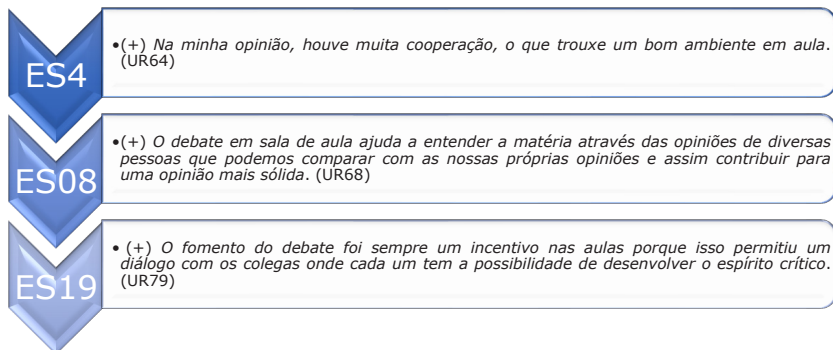 ES4
•(+) Na minha opinião, houve muita cooperação, o que trouxe um bom ambiente em aula.
(UR64)
ES08
•(+) O debate em sala de aula ajuda a entender a matéria através das opiniões de diversas
pessoas que podemos comparar com as nossas próprias opiniões e assim contribuir para
uma opinião mais sólida. (UR68)
ES19
• (+) O fomento do debate foi sempre um incentivo nas aulas porque isso permitiu um
diálogo com os colegas onde cada um tem a possibilidade de desenvolver o espírito crítico.
(UR79)